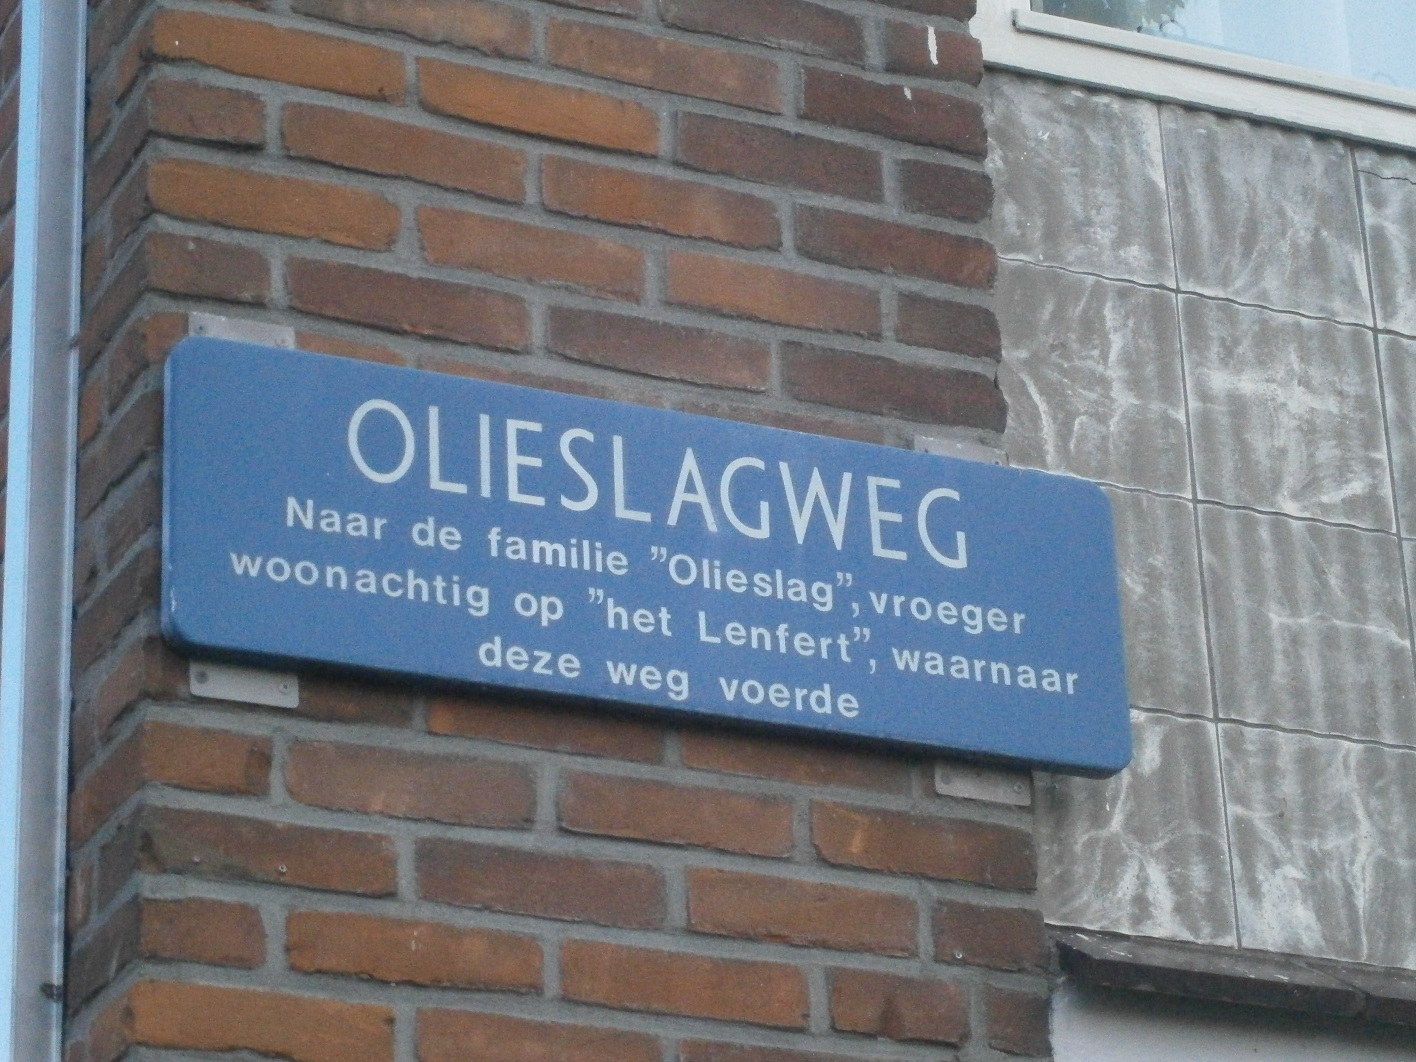 OLIESLAGWEG
Naar de familie ”Olieslag”, vroeger
woonachtig op ”het Lenfert”, waarnaar
deze weg voerde